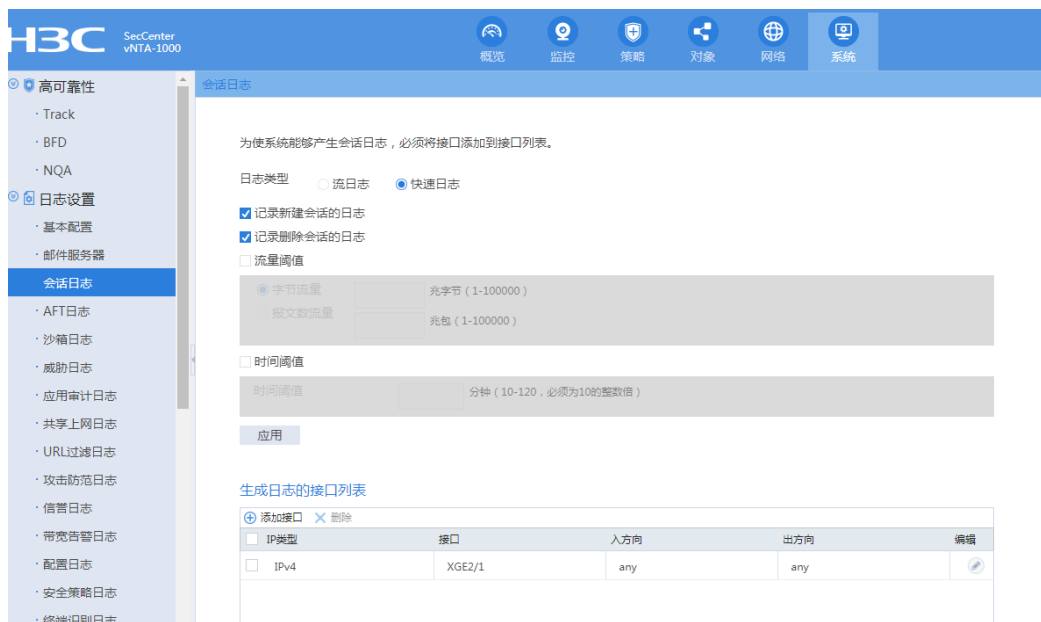 H3C
SecCenter
vNTA-1000
概览
监控
策略
对象
网络
系统
高可靠性
· Track
· BFD
· NQA
日志设置
· 基本配置
· 邮件服务器
会话日志
· AFT日志
· 沙箱日志
· 威胁日志
· 应用审计日志
· 共享上网日志
· URL过滤日志
· 攻击防范日志
· 信誉日志
· 带宽告警日志
· 配置日志
· 安全策略日志
· 终端识别日志
会话日志
为使系统能够产生会话日志，必须将接口添加到接口列表。
日志类型 流日志 快速日志
记录新建会话的日志
记录删除会话的日志
流量阈值
字节流量 兆字节（1-100000）
报文数流量 兆包（1-100000）
时间阈值
时间阈值 分钟（10-120，必须为10的整数倍）
应用
生成日志的接口列表
添加接口 删除
IP类型 接口 入方向 出方向 编辑
IPv4 XGE2/1 any any